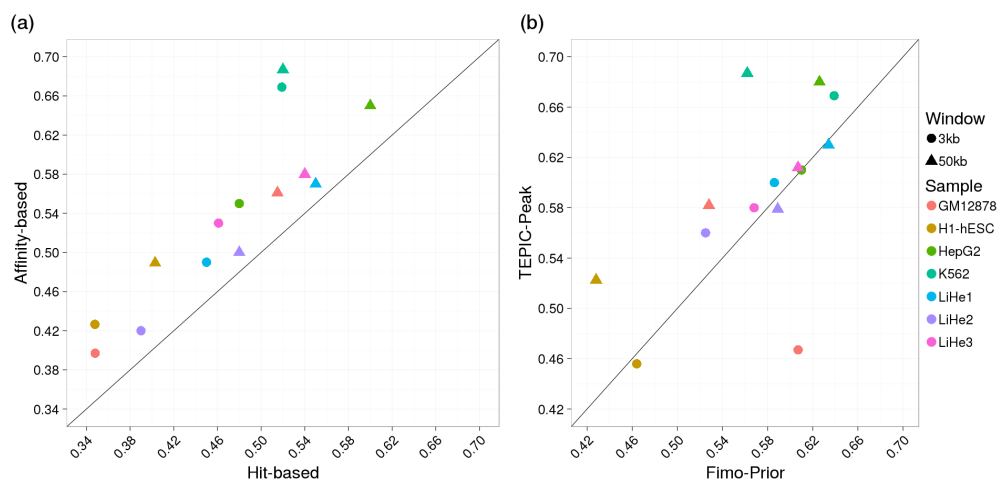 (a)
Affinity-based
0.70
0.66
0.62
0.58
0.54
0.50
0.46
0.42
0.38
0.34
0.34 0.38 0.42 0.46 0.50 0.54 0.58 0.62 0.66 0.70
Hit-based
(b)
TEPIC-Peak
0.70
0.66
0.62
0.58
0.54
0.50
0.46
0.42
0.42 0.46 0.50 0.54 0.58 0.62 0.66 0.70
Fimo-Prior
Window
3kb
50kb
Sample
GM12878
H1-hESC
HepG2
K562
LiHe1
LiHe2
LiHe3